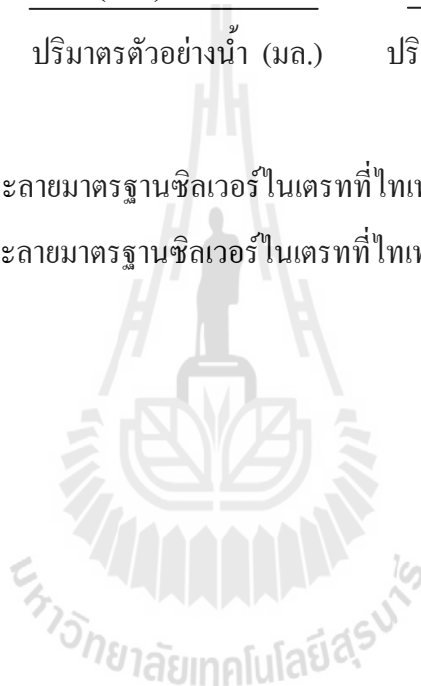 ปริมาตรตัวอย่างน้ำ (มล.) ปริ
ะลายมาตรฐานซิลเวอร์ไนเตรทที่ไทเท
ะลายมาตรฐานซิลเวอร์ไนเตรทที่ไทเท
มหาวิทยาลัยเทคโนโลยีสุรนารี